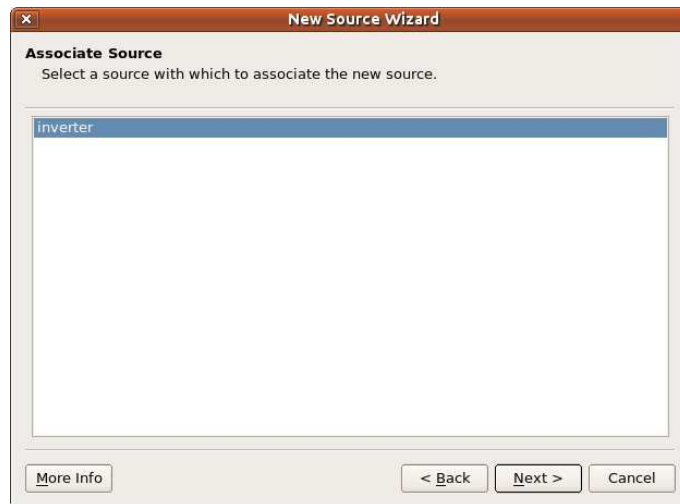 New Source Wizard
Associate Source
Select a source with which to associate the new source.
inverter
More Info
< Back
Next >
Cancel